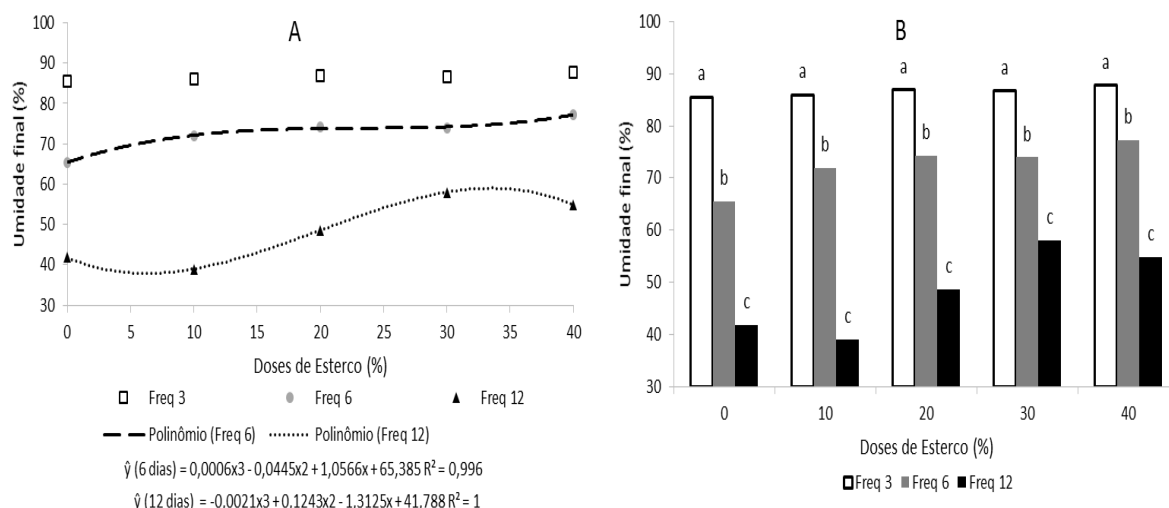 A
Umidade final (%)
100
90
80
70
60
50
40
30
0 5 10 15 20 25 30 35 40
Doses de Esterco (%)
Freq 3 Freq 6 Freq 12
Polinômio (Freq 6) Polinômio (Freq 12)
ŷ (6 dias) = 0,0006x3 - 0,0445x2 + 1,0566x + 65,385 R² = 0,996
ŷ (12 dias) = -0,0021x3 + 0,1243x2 - 1,3125x + 41,788 R² = 1
B
Umidade final (%)
100
90
80
70
60
50
40
30
a a a a a
b b b b b
c c c c c
0 10 20 30 40
Doses de Esterco (%)
Freq 3 Freq 6 Freq 12